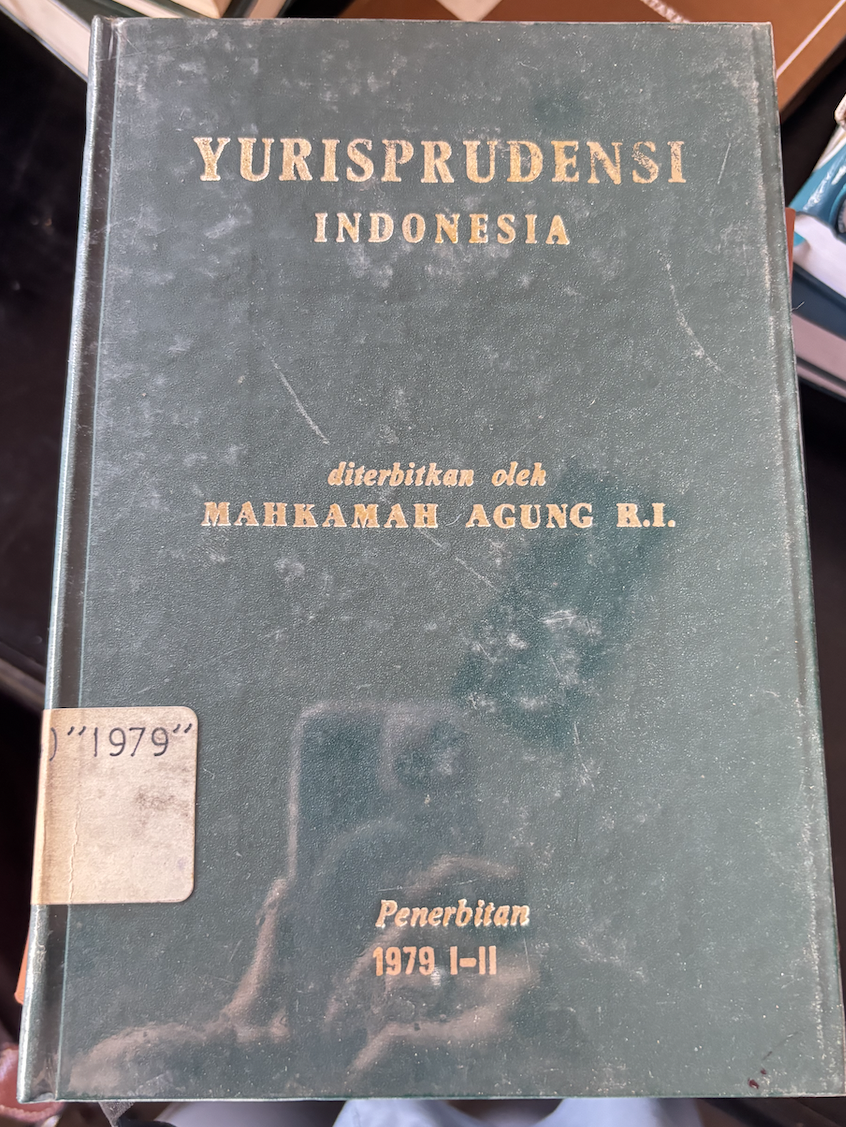 YURISPRUDENSI
INDONESIA
diterbitkan oleh
MAHKAMAH AGUNG R.I.
) "1979"
Penerbitan
1979 I-II